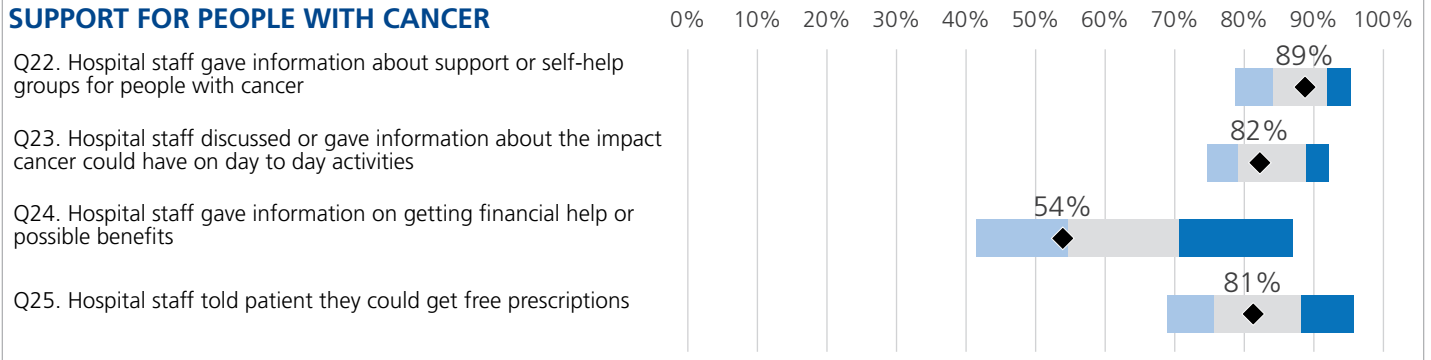 SUPPORT FOR PEOPLE WITH CANCER
0% 10% 20% 30% 40% 50% 60% 70% 80% 90% 100%
Q22. Hospital staff gave information about support or self-help
groups for people with cancer
89%
Q23. Hospital staff discussed or gave information about the impact
cancer could have on day to day activities
82%
Q24. Hospital staff gave information on getting financial help or
possible benefits
54%
Q25. Hospital staff told patient they could get free prescriptions
81%